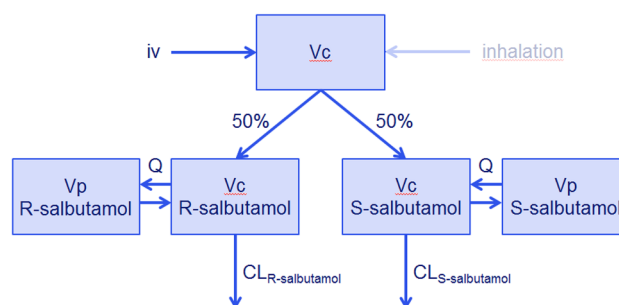 iv
Vc
inhalation
50%
50%
Vp
R-salbutamol
Q
Vc
R-salbutamol
Vc
S-salbutamol
Q
Vp
S-salbutamol
CLR-salbutamol
CLS-salbutamol